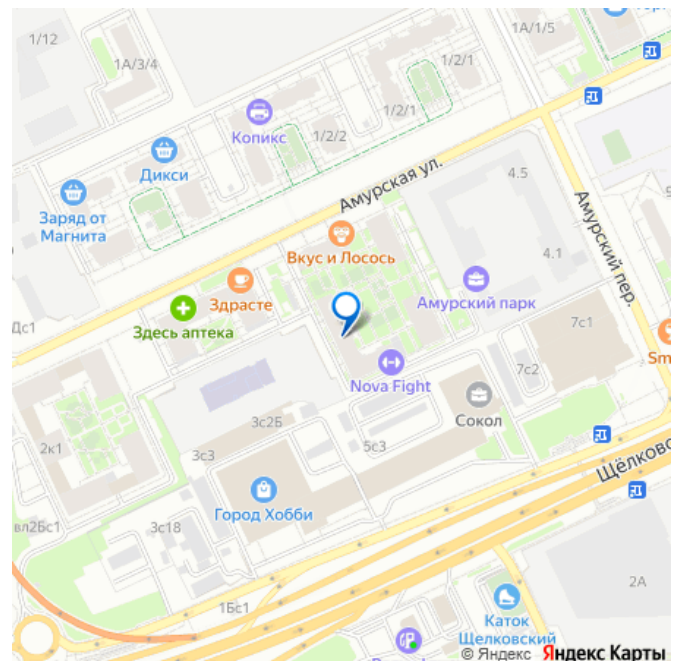 1/12
1А/3/4
1/2/1
1А/1/5
1/2/1
1/2/2
Копикс
Дикси
Заряд от
Магнита
Амурская ул.
4.5
Амурский пер.
4.1
Вкус и Лосось
Здрасте
Амурский парк
Здесь аптека
7с1
Nova Fight
7с2
Сокол
3с2Б
5с3
3с3
2к1
Город Хобби
3с18
вл2Бс1
1Бс1
2А
Каток
Щелковский
© Яндекс Яндекс Карты